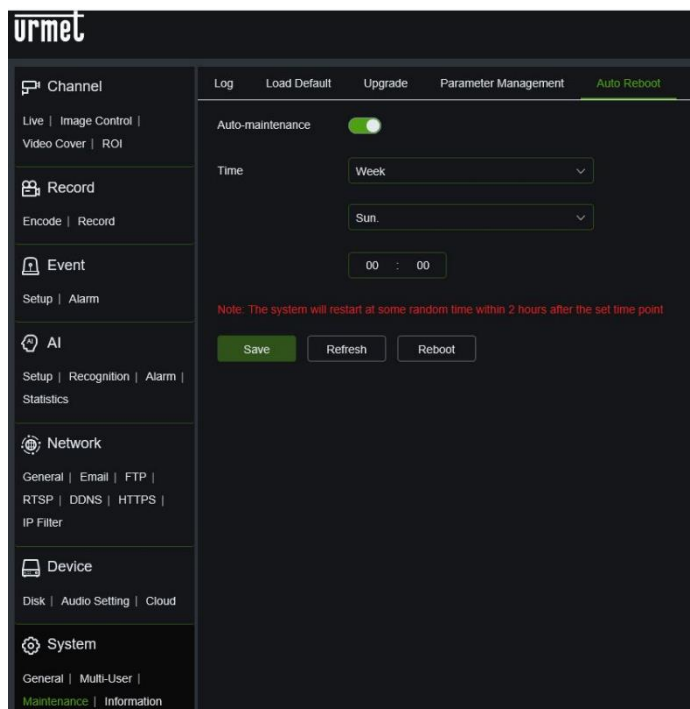 urmet
Channel
Live | Image Control |
Video Cover | ROI
Record
Encode | Record
Event
Setup | Alarm
AI
Setup | Recognition | Alarm |
Statistics
Network
General | Email | FTP |
RTSP | DDNS | HTTPS |
IP Filter
Device
Disk | Audio Setting | Cloud
System
General | Multi-User |
Maintenance | Information
Log Load Default Upgrade Parameter Management Auto Reboot
Auto-maintenance
Time Week
Sun.
00 : 00
Note: The system will restart at some random time within 2 hours after the set time point
Save Refresh Reboot